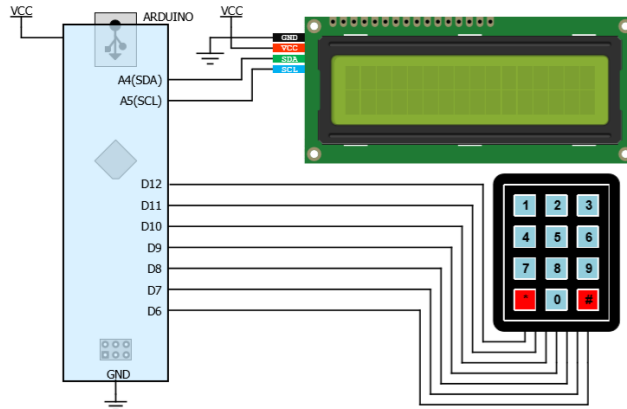 VCC
ARDUINO
VCC
GND
VCC
SDA
SCL
A4(SDA)
A5(SCL)
D12
D11
D10
D9
D8
D7
D6
GND
1 2 3
4 5 6
7 8 9
* 0 #